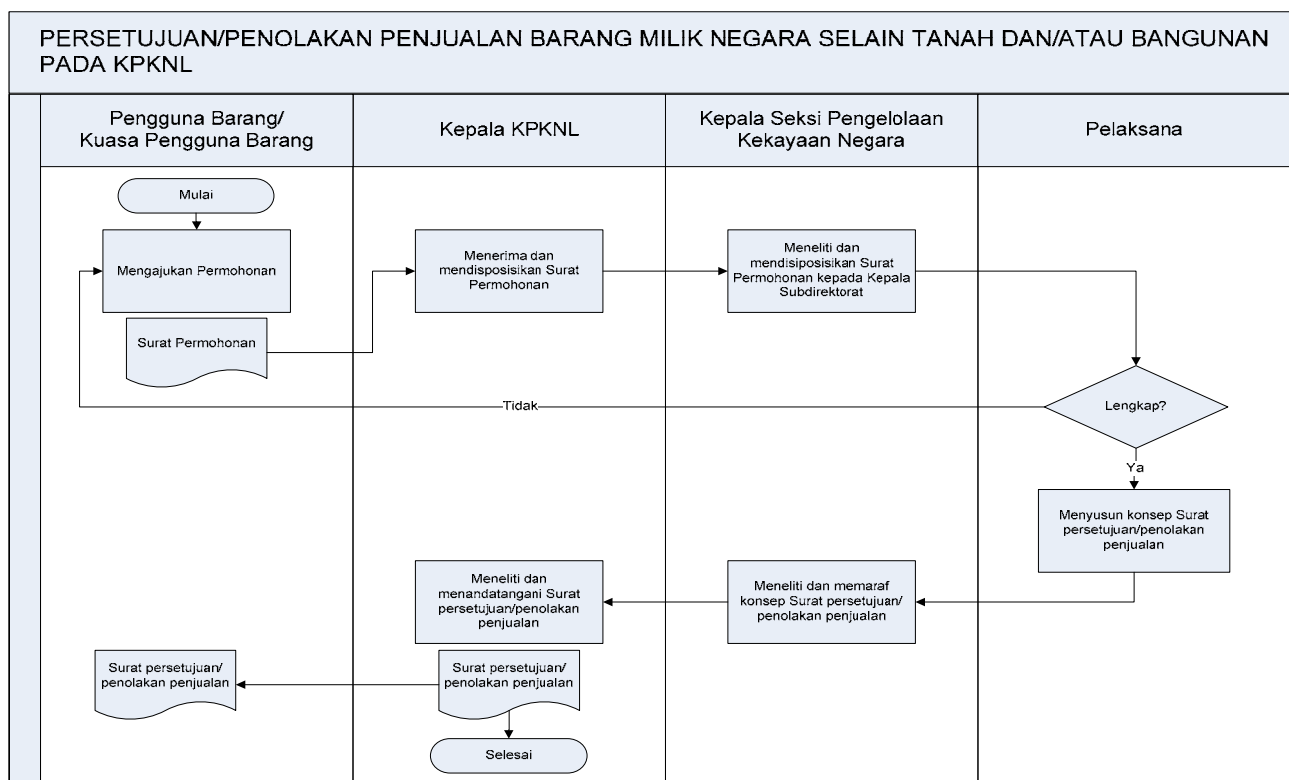 PERSETUJUAN/PENOLAKAN PENJUALAN BARANG MILIK NEGARA SELAIN TANAH DAN/ATAU BANGUNAN
PADA KPKNL
Pengguna Barang/
Kuasa Pengguna Barang
Kepala KPKNL
Kepala Seksi Pengelolaan
Kekayaan Negara
Pelaksana
Mulai
Mengajukan Permohonan
Menerima dan
mendisposisikan Surat
Permohonan
Meneliti dan
mendisiposisikan Surat
Permohonan kepada Kepala
Subdirektorat
Surat Permohonan
Tidak
Lengkap?
Ya
Menyusun konsep Surat
persetujuan/penolakan
penjualan
Meneliti dan
menandatangani Surat
persetujuan/penolakan
penjualan
Meneliti dan memaraf
konsep Surat persetujuan/
penolakan penjualan
Surat persetujuan/
penolakan penjualan
Surat persetujuan/
penolakan penjualan
Selesai